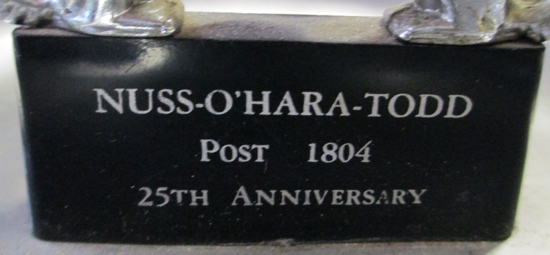 NUSS-O'HARA-TODD
POST 1804
25TH ANNIVERSARY